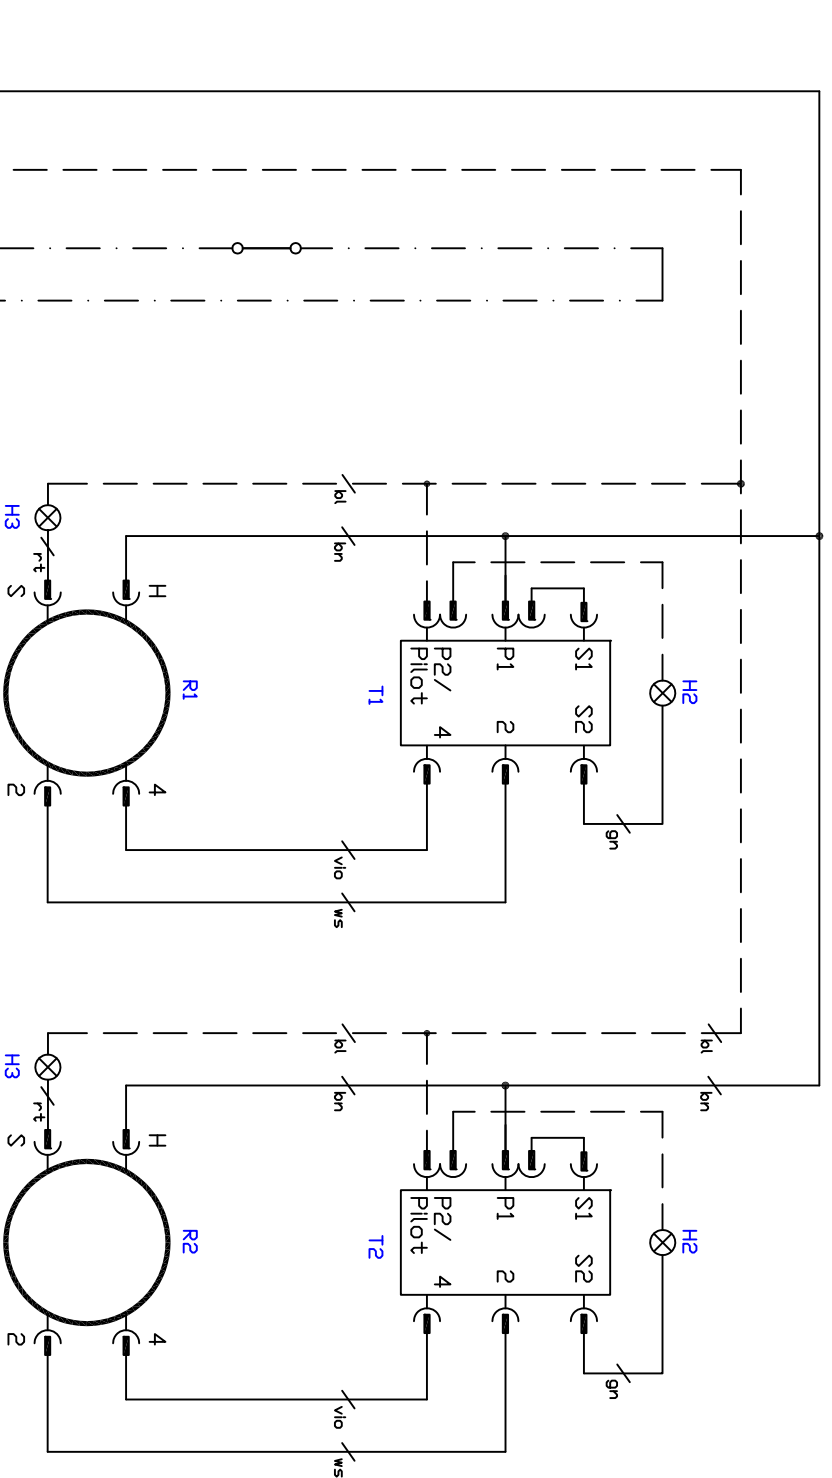 bl
bn
H2
H2
gn
gn
S1 S2
S1 S2
P1 2
P1 2
P2/ 4
Pilot
P2/ 4
Pilot
T1
T2
bl bn vio ws
bl bn vio ws
R1
R2
H 4
H 4
rt
rt
H3 S 2
H3 S 2